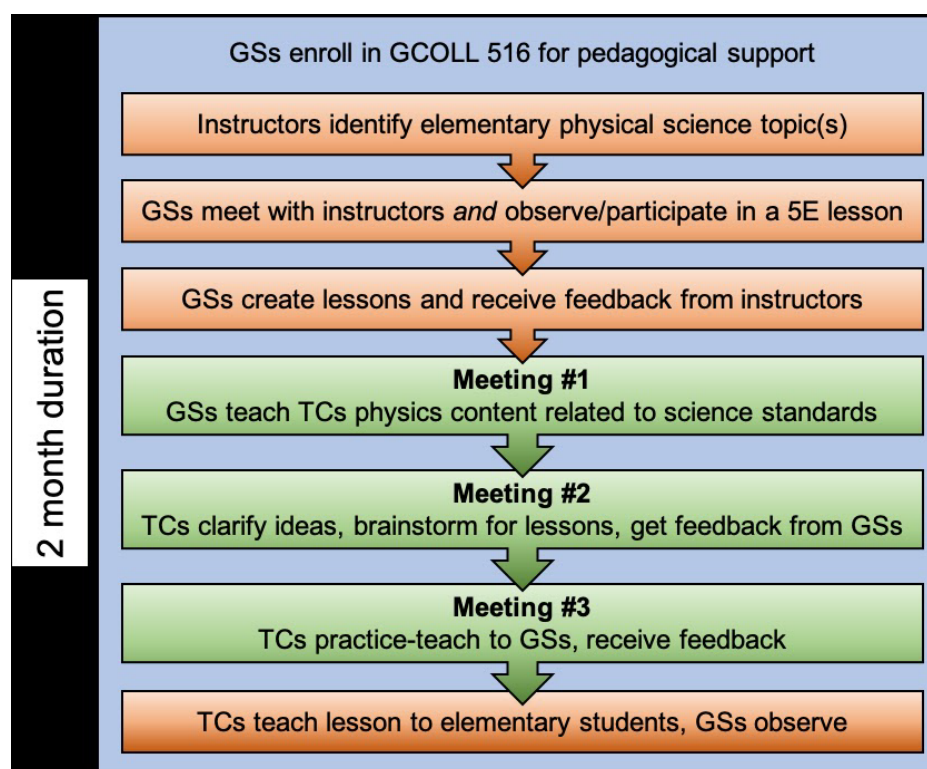 GSs enroll in GCOLL 516 for pedagogical support
Instructors identify elementary physical science topic(s)
GSs meet with instructors and observe/participate in a 5E lesson
GSs create lessons and receive feedback from instructors
Meeting #1
GSs teach TCs physics content related to science standards
Meeting #2
TCs clarify ideas, brainstorm for lessons, get feedback from GSs
Meeting #3
TCs practice-teach to GSs, receive feedback
TCs teach lesson to elementary students, GSs observe
2 month duration